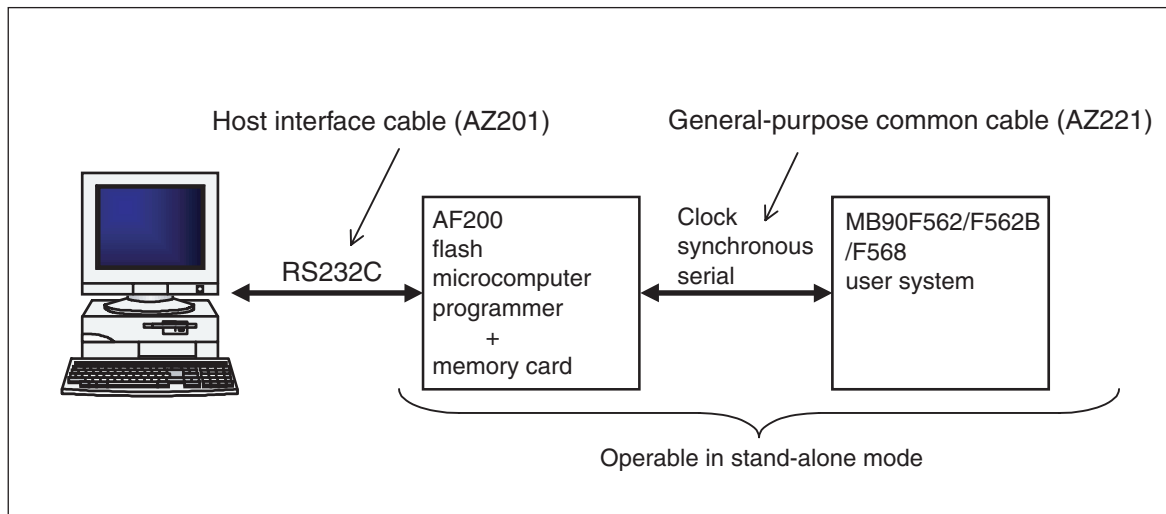 Host interface cable (AZ201)
General-purpose common cable (AZ221)
RS232C
AF200
flash
microcomputer
programmer
+
memory card
Clock
synchronous
serial
MB90F562/F562B
/F568
user system
Operable in stand-alone mode